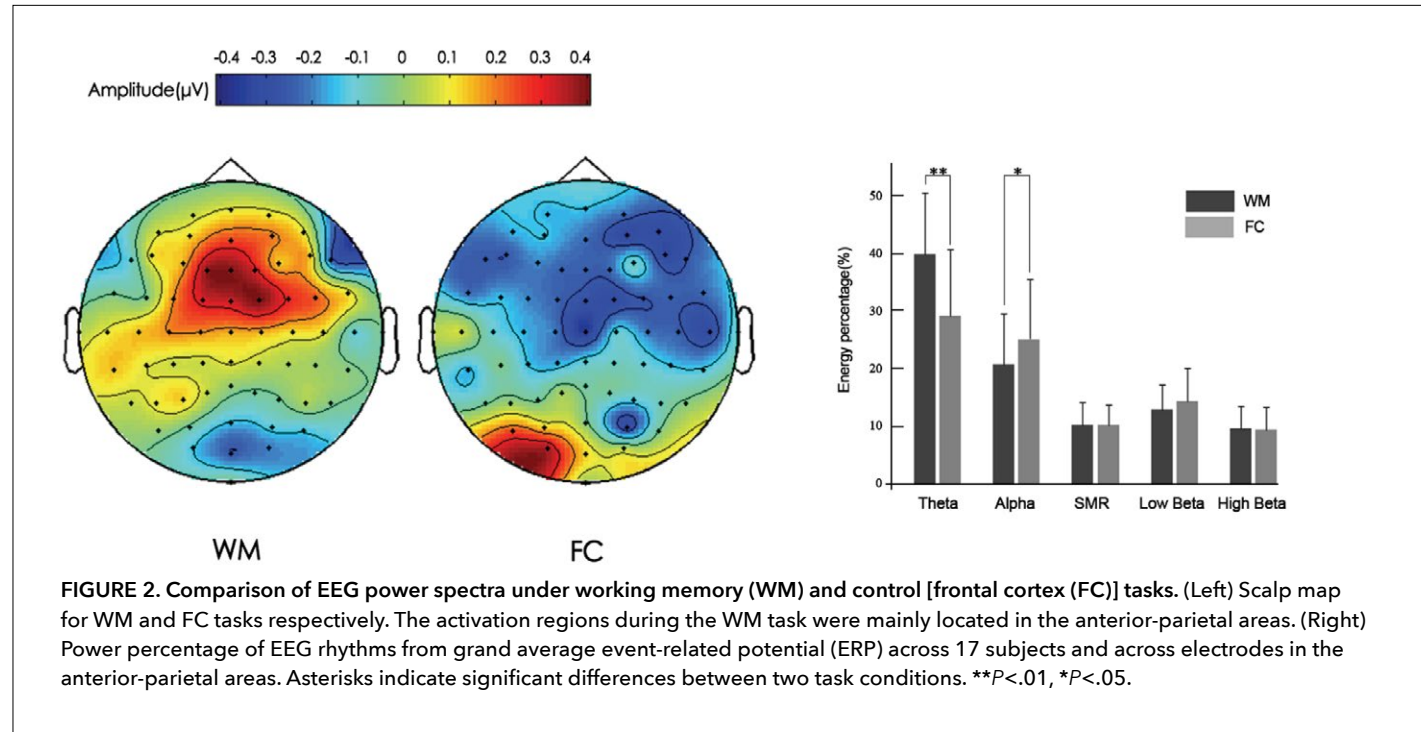 -0.4 -0.3 -0.2 -0.1 0 0.1 0.2 0.3 0.4
Amplitude(μV)
WM
FC
** *
WM
FC
Energy percentage(%)
50
40
30
20
10
0
Theta Alpha SMR Low Beta High Beta
FIGURE 2. Comparison of EEG power spectra under working memory (WM) and control [frontal cortex (FC)] tasks. (Left) Scalp map
for WM and FC tasks respectively. The activation regions during the WM task were mainly located in the anterior-parietal areas. (Right)
Power percentage of EEG rhythms from grand average event-related potential (ERP) across 17 subjects and across electrodes in the
anterior-parietal areas. Asterisks indicate significant differences between two task conditions. **P<.01, *P<.05.